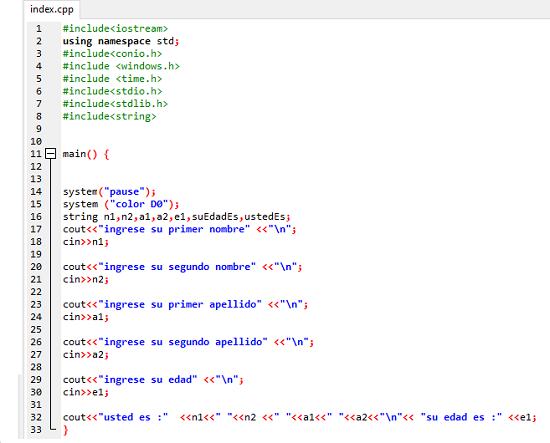 index.cpp
1 #include<iostream>
2 using namespace std;
3 #include<conio.h>
4 #include <windows.h>
5 #include <time.h>
6 #include<stdio.h>
7 #include<stdlib.h>
8 #include<string>
9
10
11 main() {
12
13
14 system("pause");
15 system ("color D0");
16 string n1,n2,a1,a2,e1,suEdadEs,ustedEs;
17 cout<<"ingrese su primer nombre" <<"\n";
18 cin>>n1;
19
20 cout<<"ingrese su segundo nombre" <<"\n";
21 cin>>n2;
22
23 cout<<"ingrese su primer apellido" <<"\n";
24 cin>>a1;
25
26 cout<<"ingrese su segundo apellido" <<"\n";
27 cin>>a2;
28
29 cout<<"ingrese su edad" <<"\n";
30 cin>>e1;
31
32 cout<<"usted es :"  <<n1<<" "<<n2 <<" "<<a1<<" "<<a2<<"\n"<< "su edad es :" <<e1;
33 }